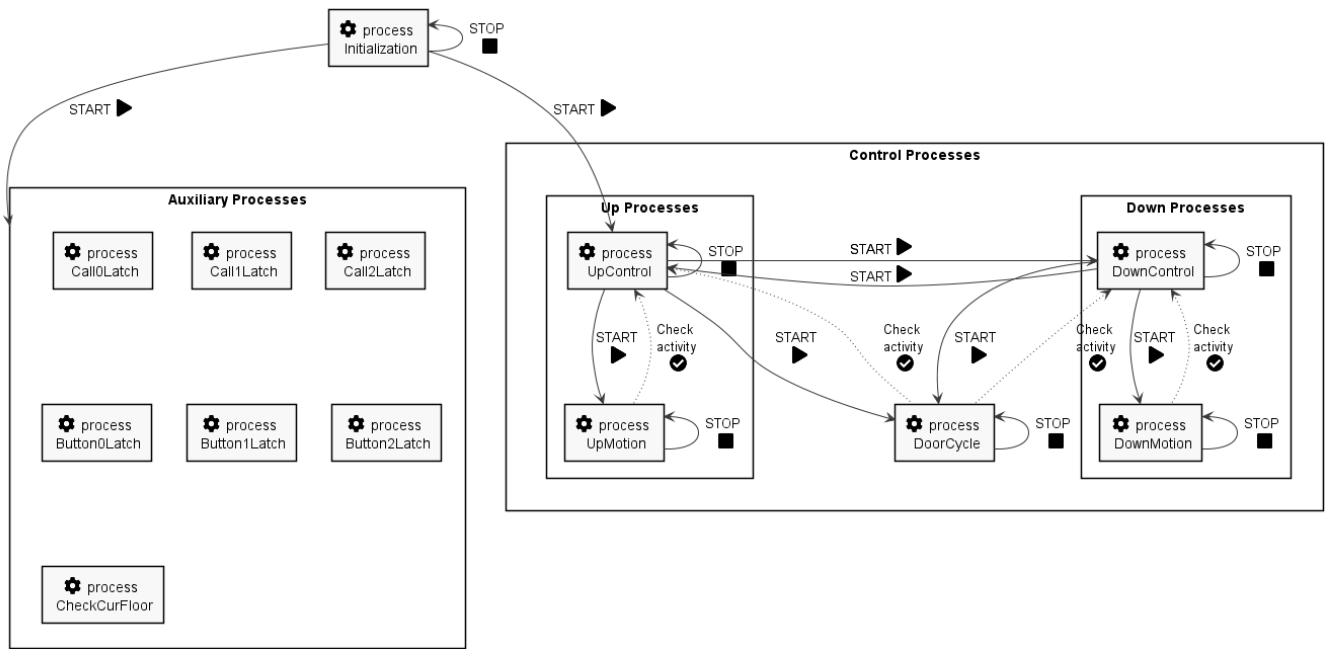 process
Initialization
STOP
START
START
Control Processes
Auxiliary Processes
Up Processes
Down Processes
process
Call0Latch
process
Call1Latch
process
Call2Latch
process
UpControl
STOP
START
START
process
DownControl
STOP
START
Check
activity
START
Check
activity
START
Check
activity
START
Check
activity
process
Button0Latch
process
Button1Latch
process
Button2Latch
process
UpMotion
STOP
process
DoorCycle
STOP
process
DownMotion
STOP
process
CheckCurFloor